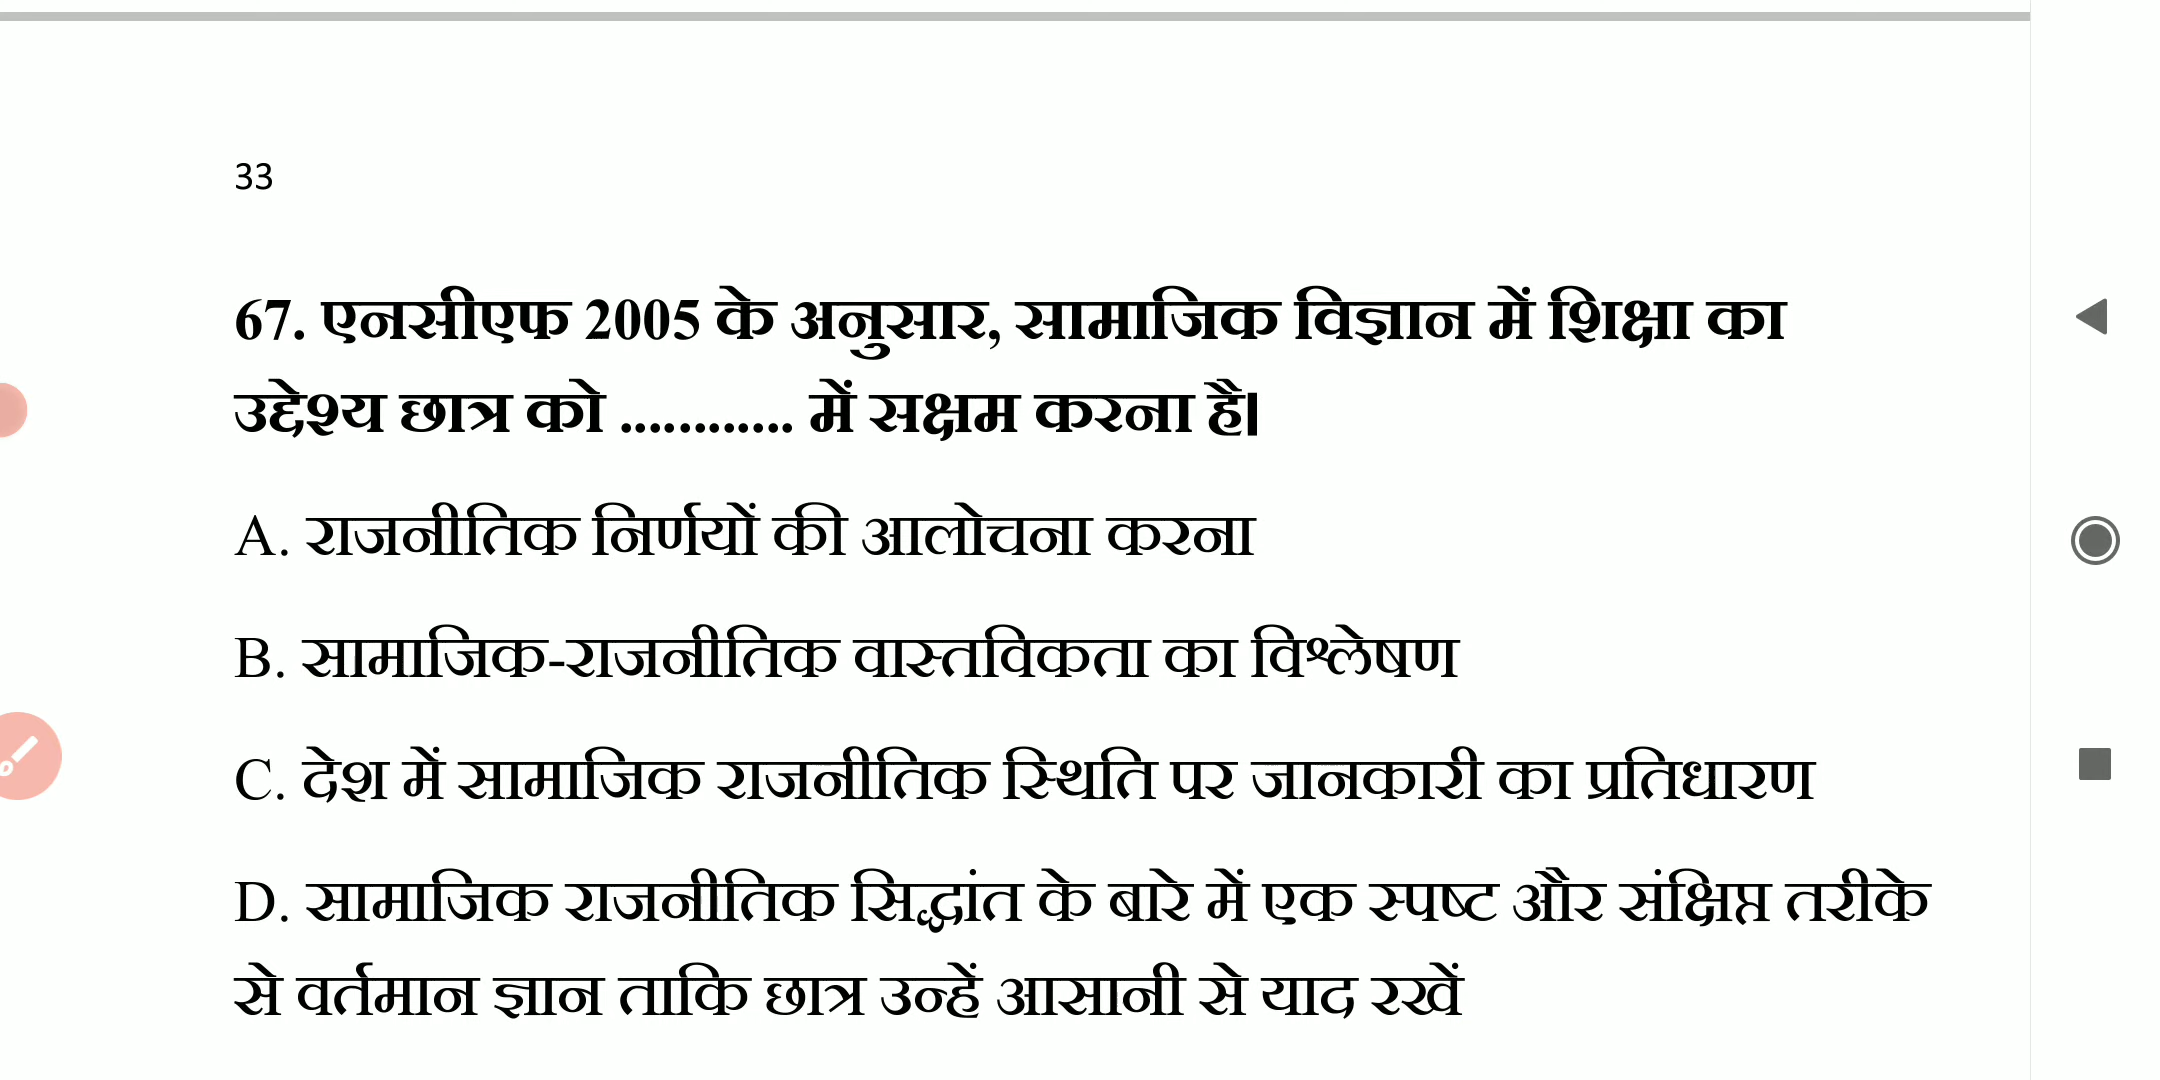 33
67. एनसीएफ 2005 के अनुसार, सामाजिक विज्ञान में शिक्षा का
उद्देश्य छात्र को ............ में सक्षम करना है।
A. राजनीतिक निर्णयों की आलोचना करना
B. सामाजिक-राजनीतिक वास्तविकता का विश्लेषण
C. देश में सामाजिक राजनीतिक स्थिति पर जानकारी का प्रतिधारण
D. सामाजिक राजनीतिक सिद्धांत के बारे में एक स्पष्ट और संक्षिप्त तरीके
से वर्तमान ज्ञान ताकि छात्र उन्हें आसानी से याद रखें